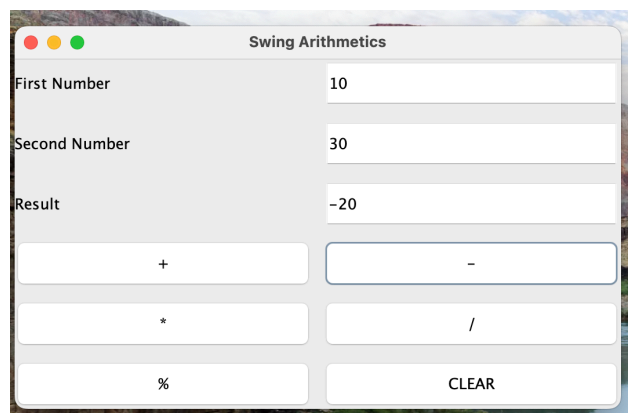 Swing Arithmetics
First Number 10
Second Number 30
Result -20
+ -
* /
% CLEAR